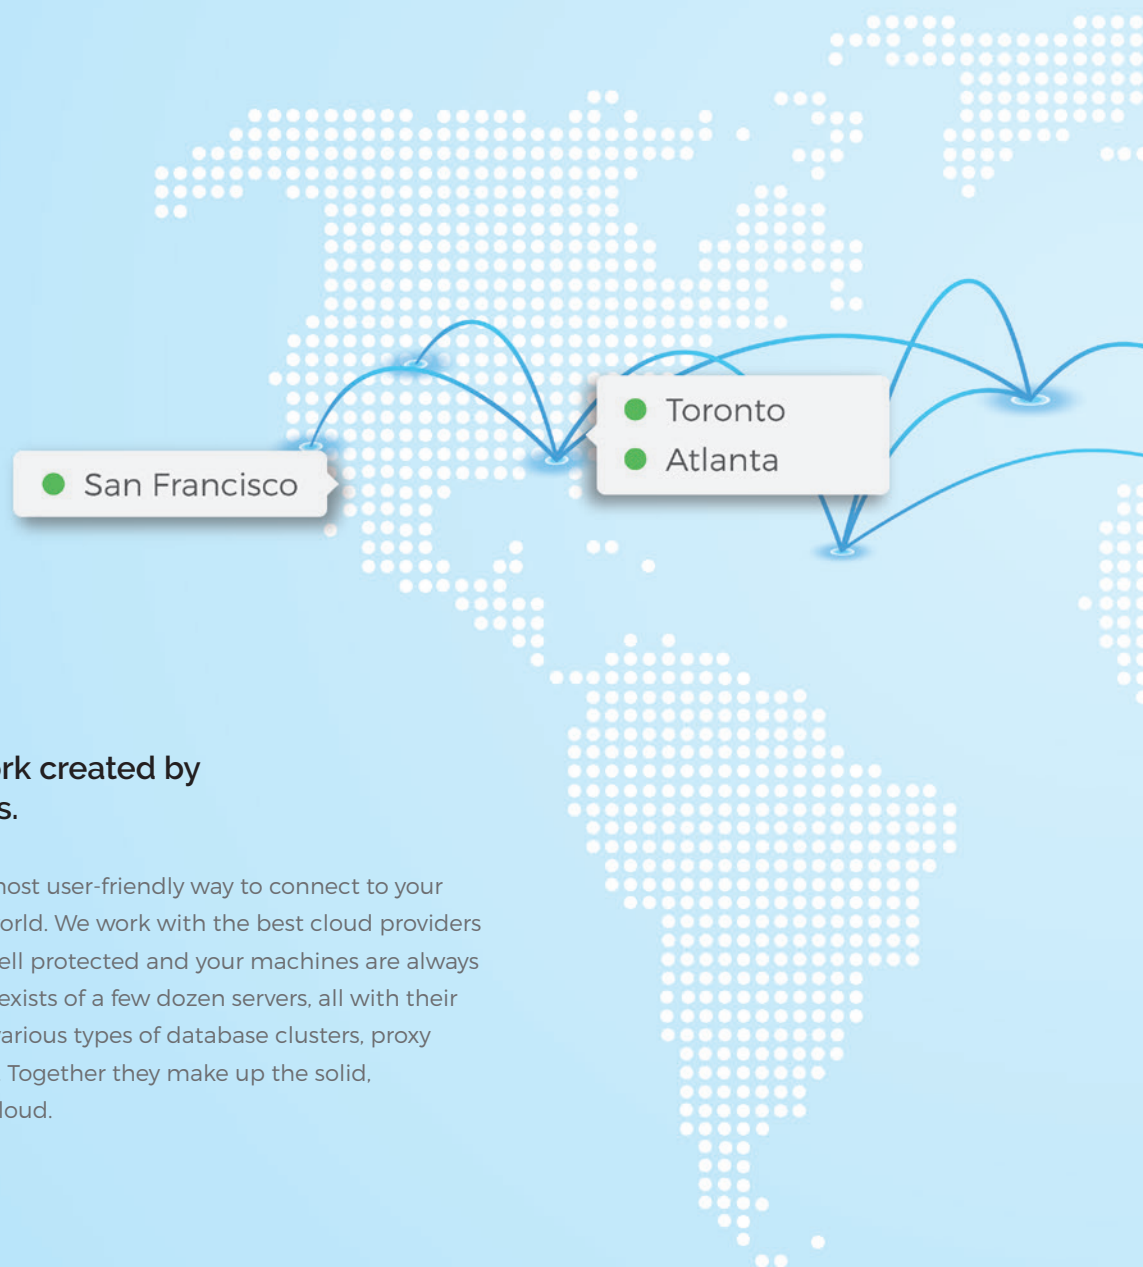 Toronto
Atlanta
San Francisco
rk created by
s.
nost user-friendly way to connect to your
orld. We work with the best cloud providers
ell protected and your machines are always
exists of a few dozen servers, all with their
various types of database clusters, proxy
Together they make up the solid,
loud.